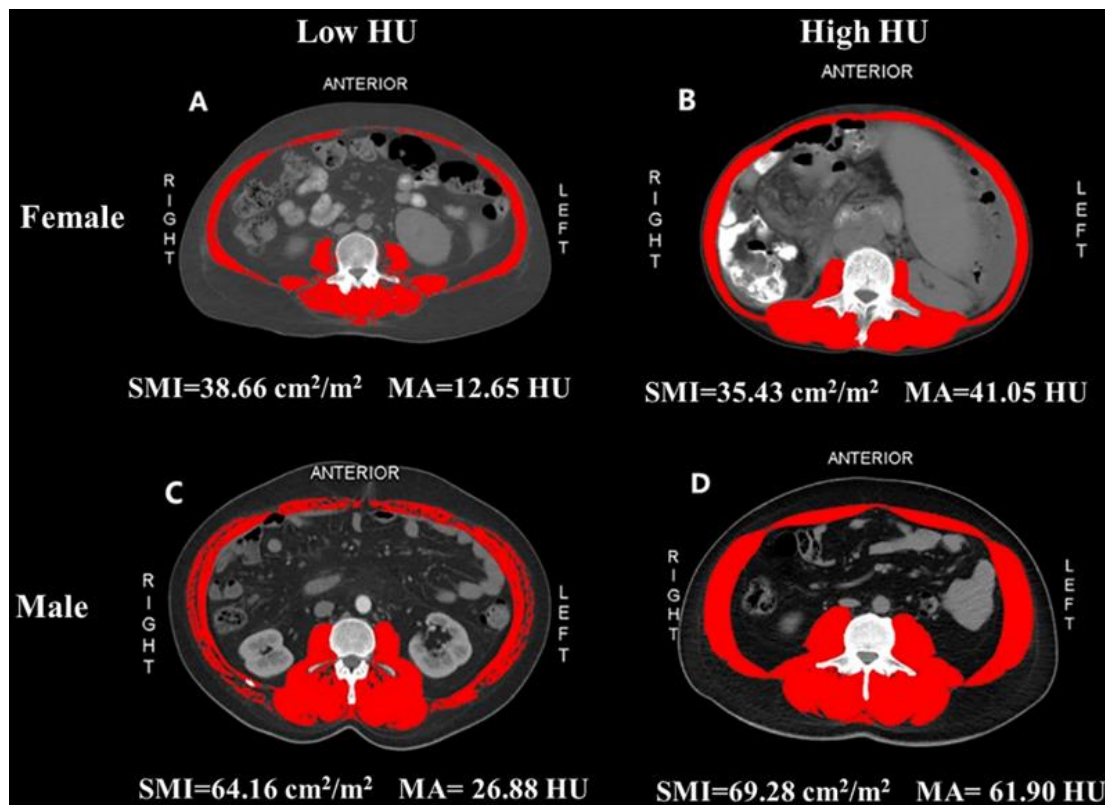 Low HU
High HU
ANTERIOR
A
RIGHT
LEFT
ANTERIOR
B
RIGHT
LEFT
Female
SMI=38.66 cm²/m² MA=12.65 HU
SMI=35.43 cm²/m² MA=41.05 HU
ANTERIOR
C
RIGHT
LEFT
ANTERIOR
D
RIGHT
LEFT
Male
SMI=64.16 cm²/m² MA= 26.88 HU
SMI=69.28 cm²/m² MA= 61.90 HU